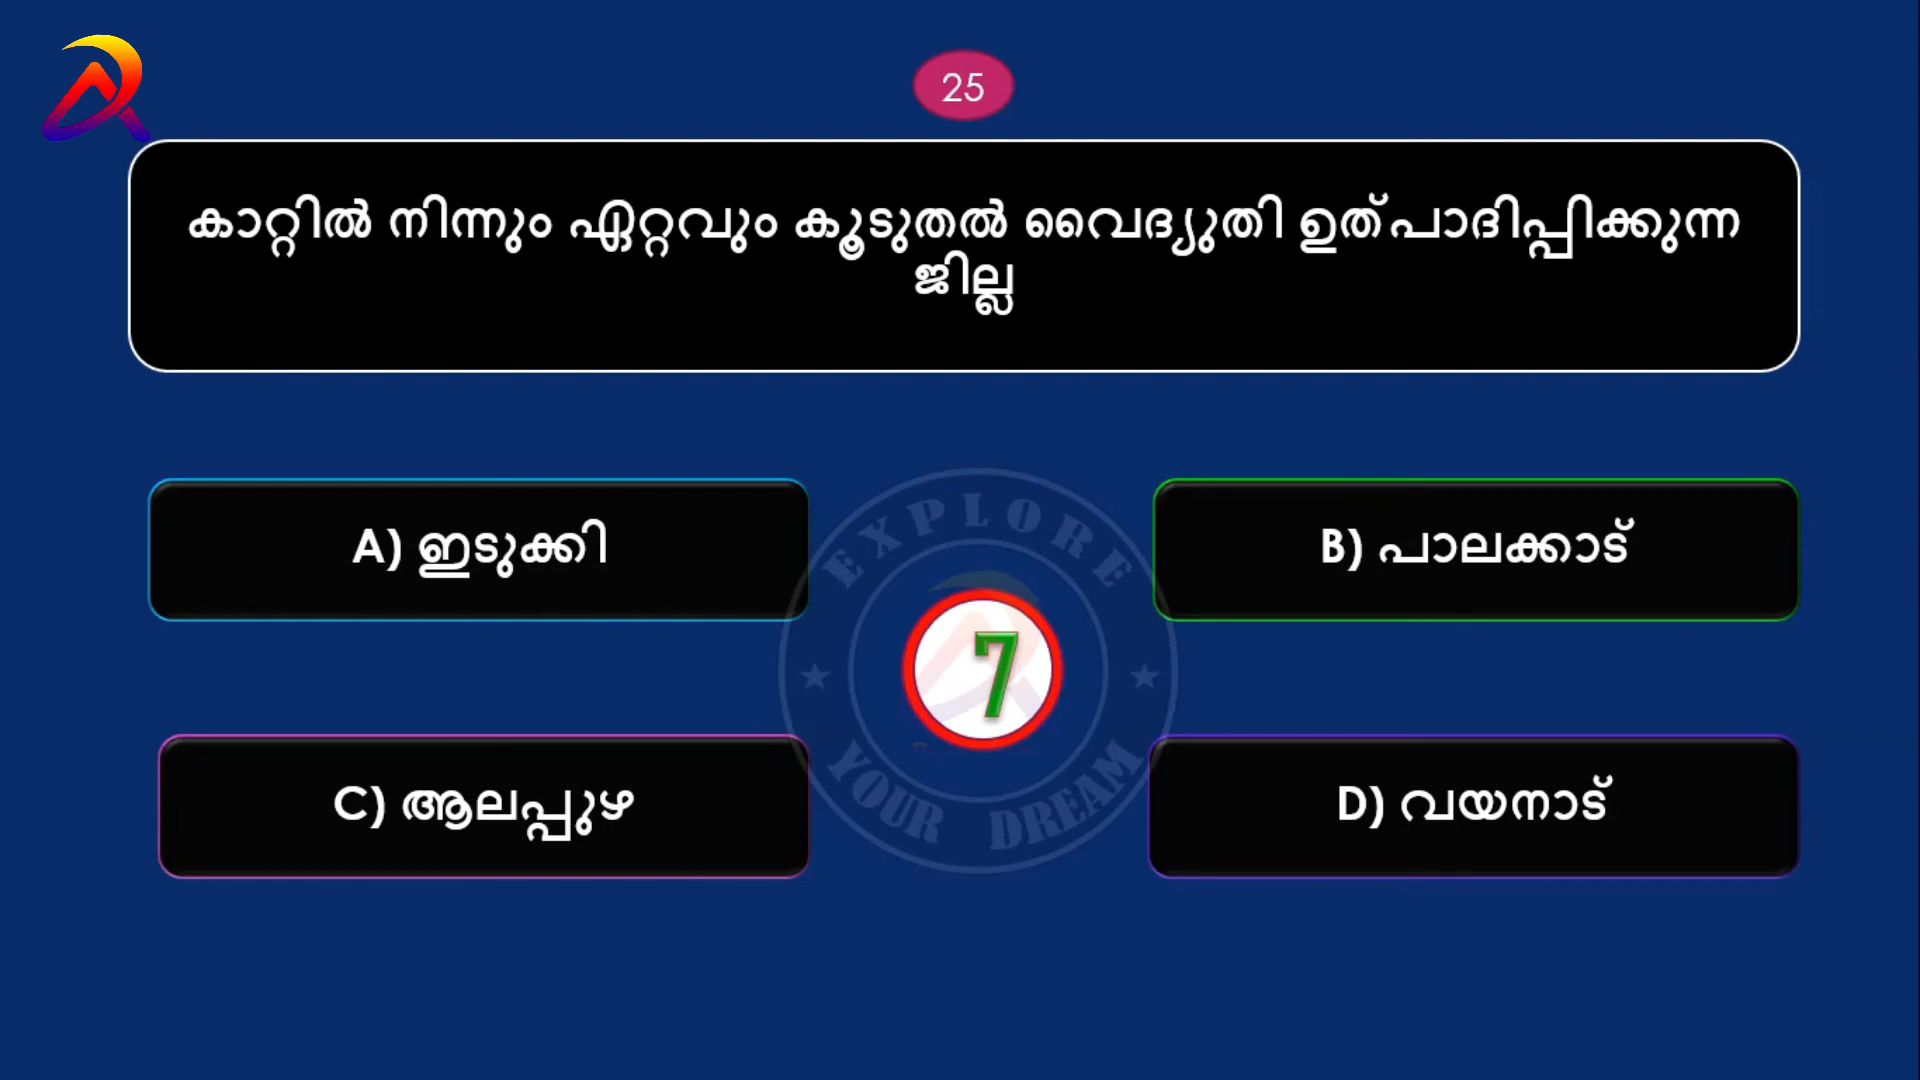 25
കാറ്റിൽ നിന്നും ഏറ്റവും കൂടുതൽ വൈദ്യുതി ഉത്പാദിപ്പിക്കുന്ന
ജില്ല
A) ഇടുക്കി
B) പാലക്കാട്
EXPLORE
7
C) ആലപ്പുഴ
D) വയനാട്
YOUR DREAM